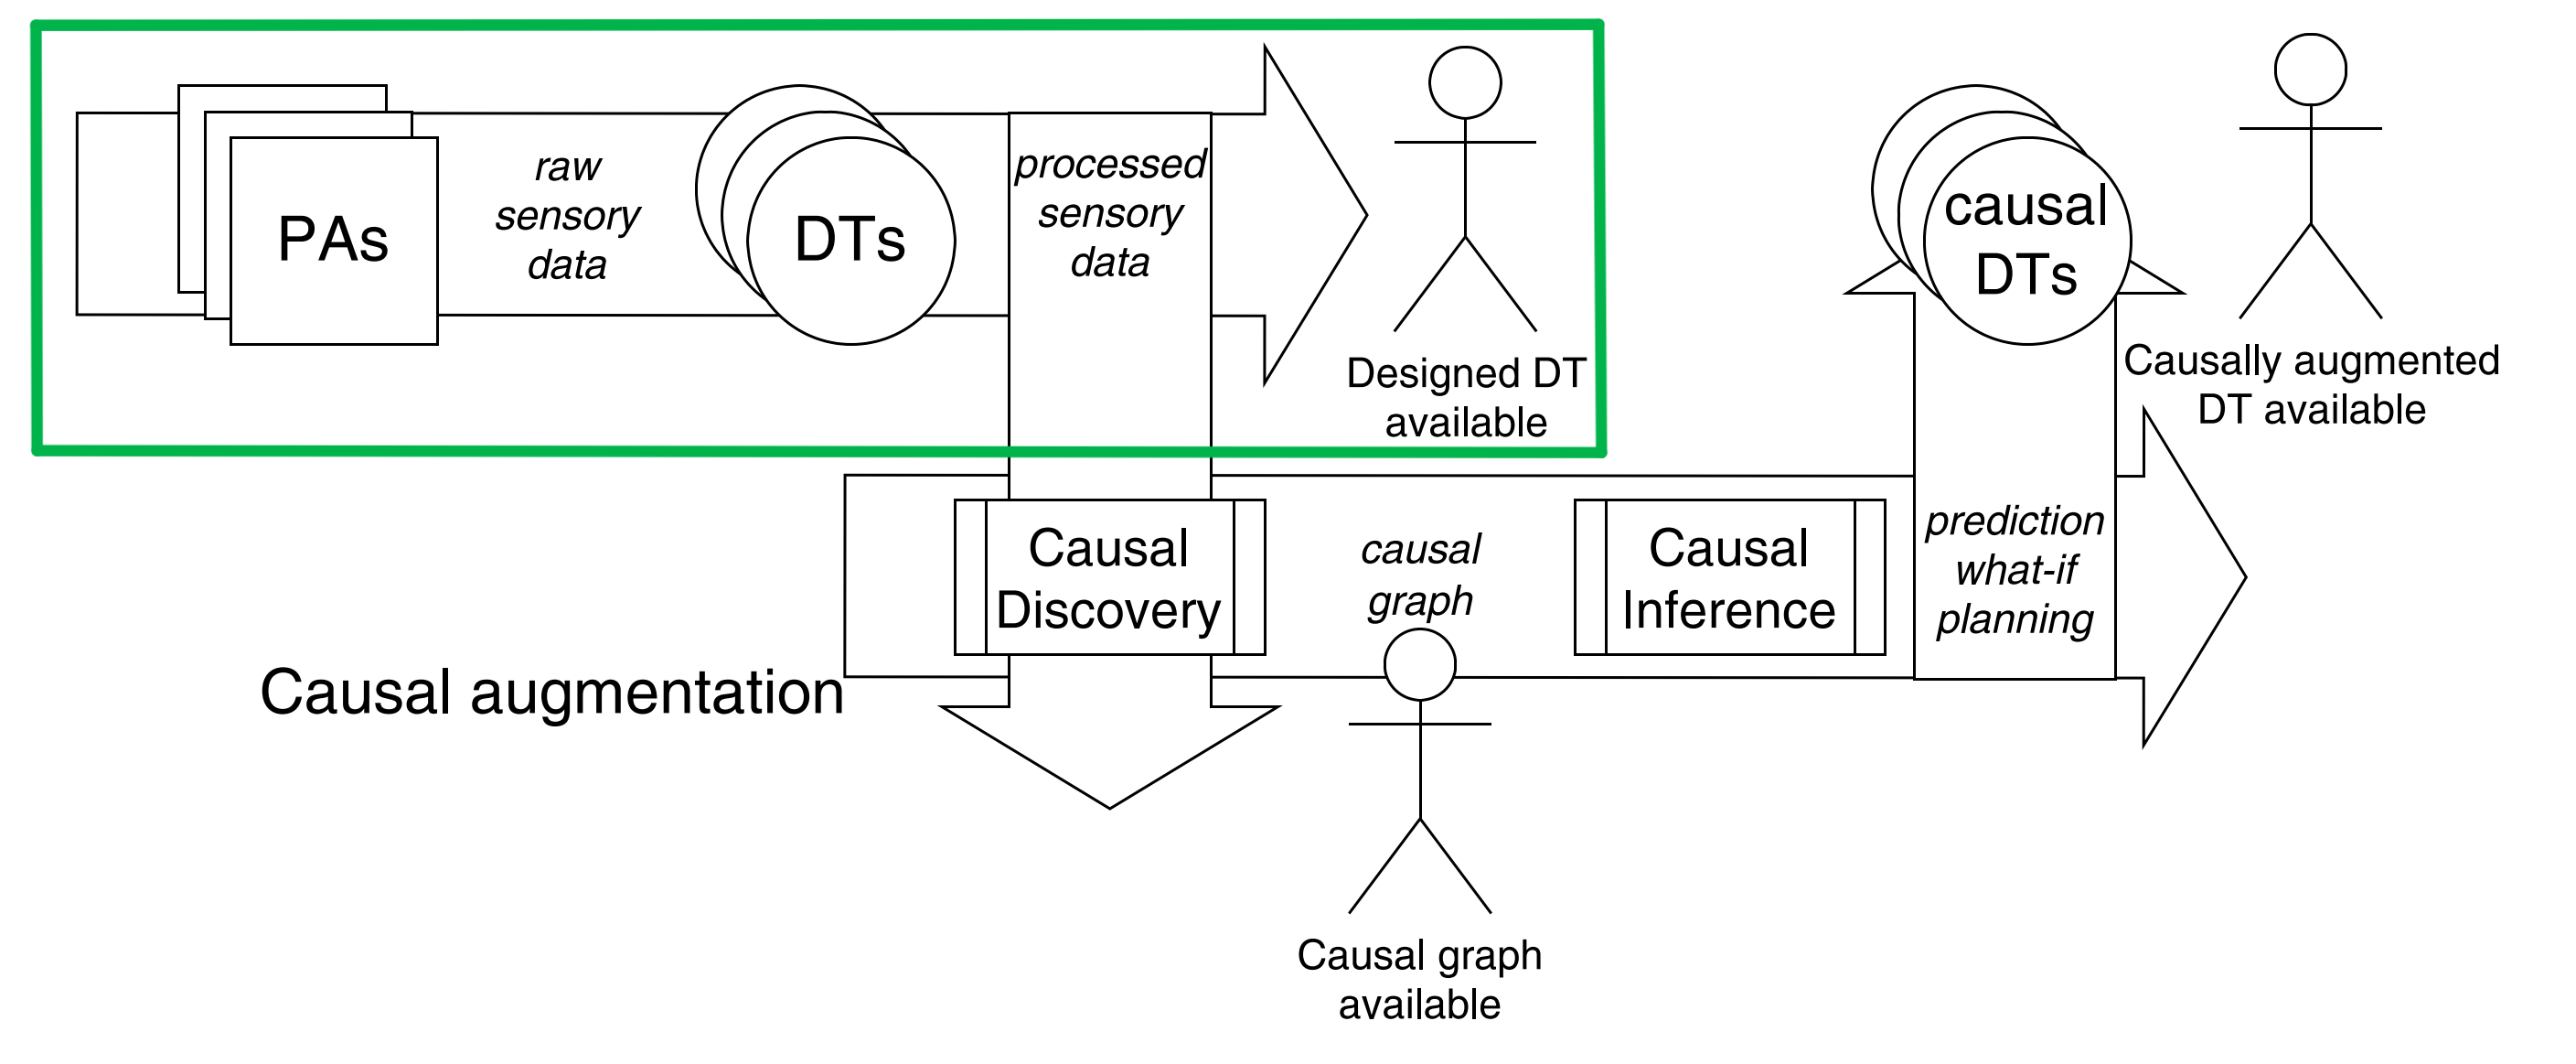 PAs
raw
sensory
data
DTs
processed
sensory
data
Designed DT
available
causal
DTs
Causally augmented
DT available
Causal augmentation
Causal
Discovery
causal
graph
Causal
Inference
prediction
what-if
planning
Causal graph
available